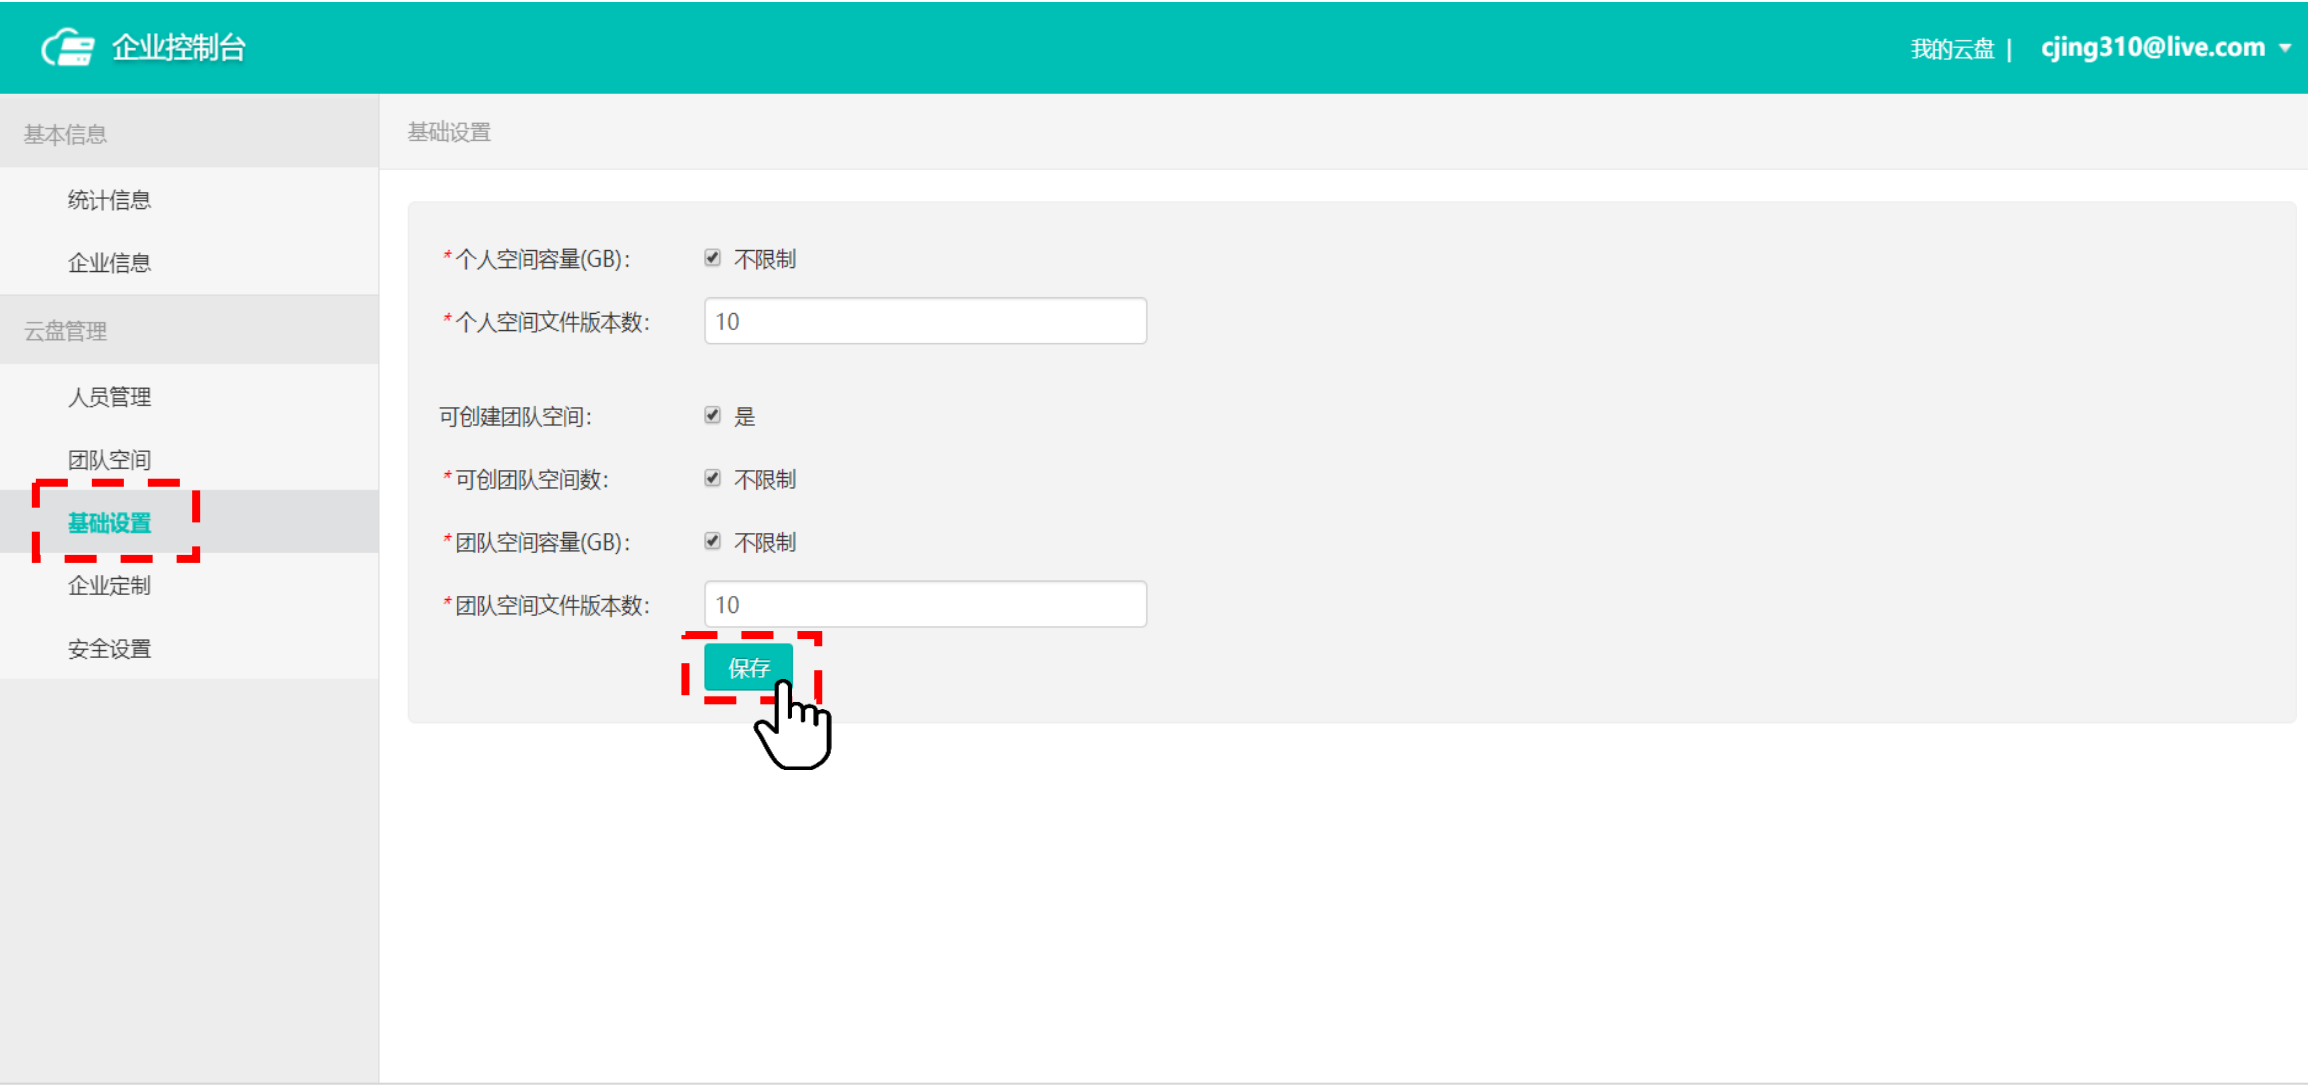 企业控制台
我的云盘 | cjing310@live.com
基本信息
统计信息
企业信息
云盘管理
人员管理
团队空间
基础设置
企业定制
安全设置
基础设置
*个人空间容量(GB): 不限制
*个人空间文件版本数: 10
可创建团队空间: 是
*可创团队空间数: 不限制
*团队空间容量(GB): 不限制
*团队空间文件版本数: 10
保存